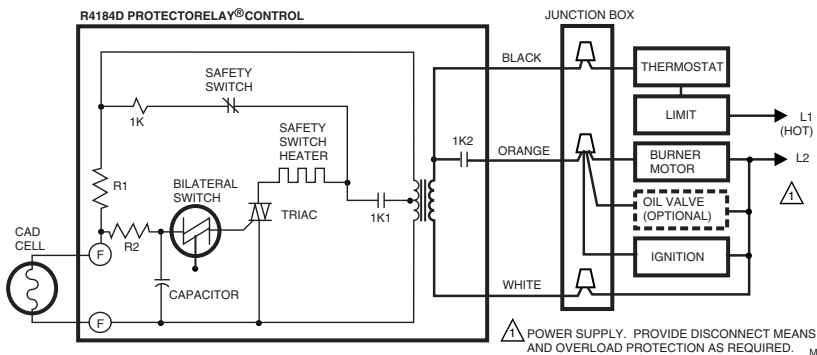 R4184D PROTECTORELAY® CONTROL
JUNCTION BOX
BLACK
THERMOSTAT
SAFETY
SWITCH
1K
LIMIT
L1
(HOT)
SAFETY
SWITCH
HEATER
1K2
ORANGE
BURNER
MOTOR
L2
R1
BILATERAL
SWITCH
TRIAC
1K1
OIL VALVE
(OPTIONAL)
1
CAD
CELL
R2
F
IGNITION
CAPACITOR
WHITE
F
1 POWER SUPPLY. PROVIDE DISCONNECT MEANS
AND OVERLOAD PROTECTION AS REQUIRED.